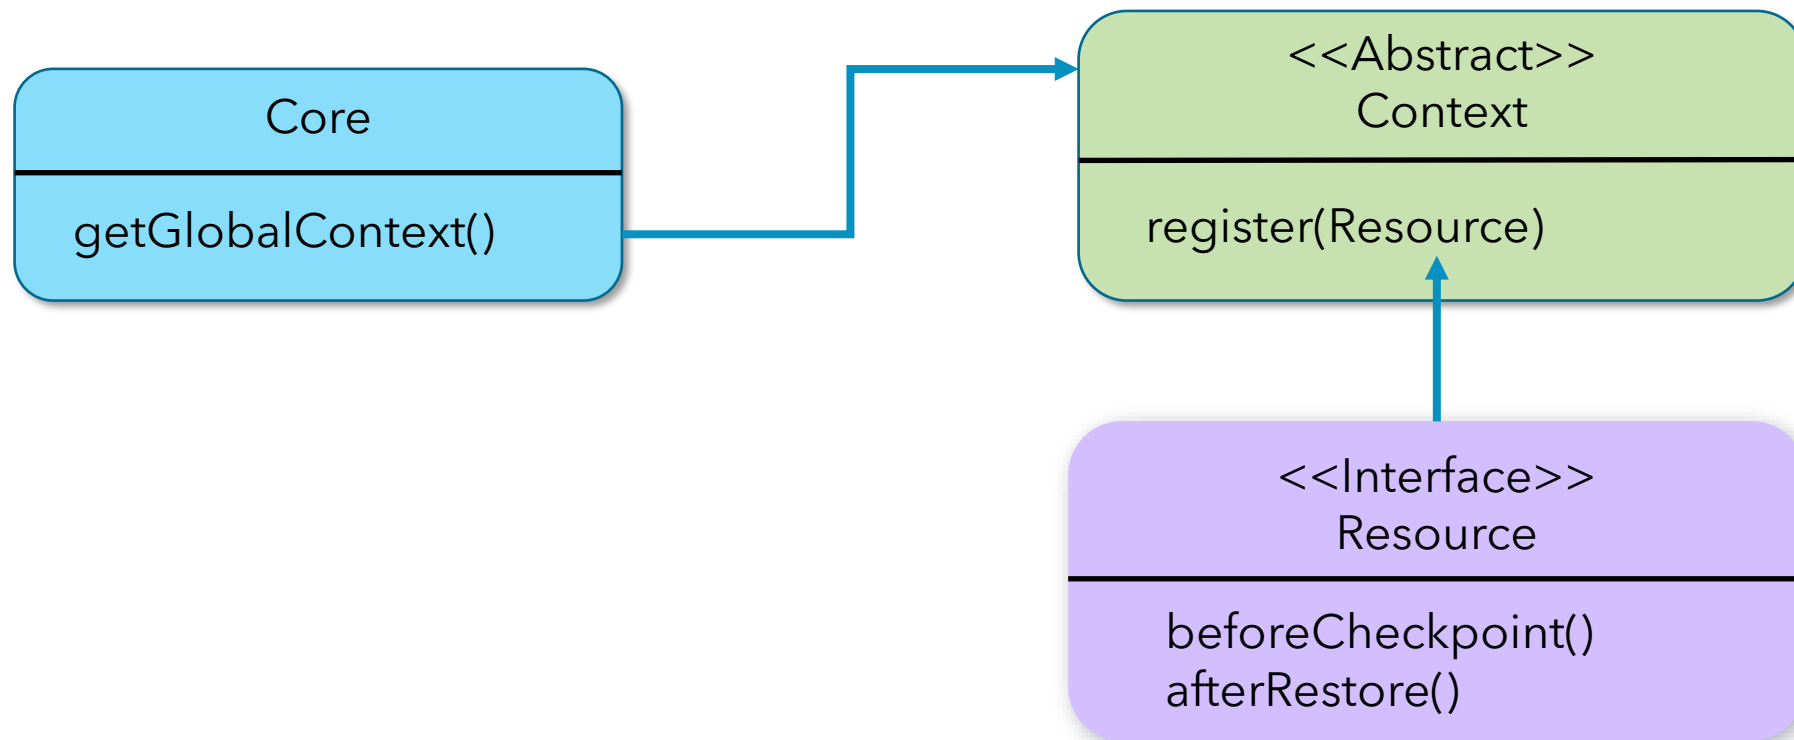 Core
getGlobalContext()
<<Abstract>>
Context
register(Resource)
<<Interface>>
Resource
beforeCheckpoint()
afterRestore()